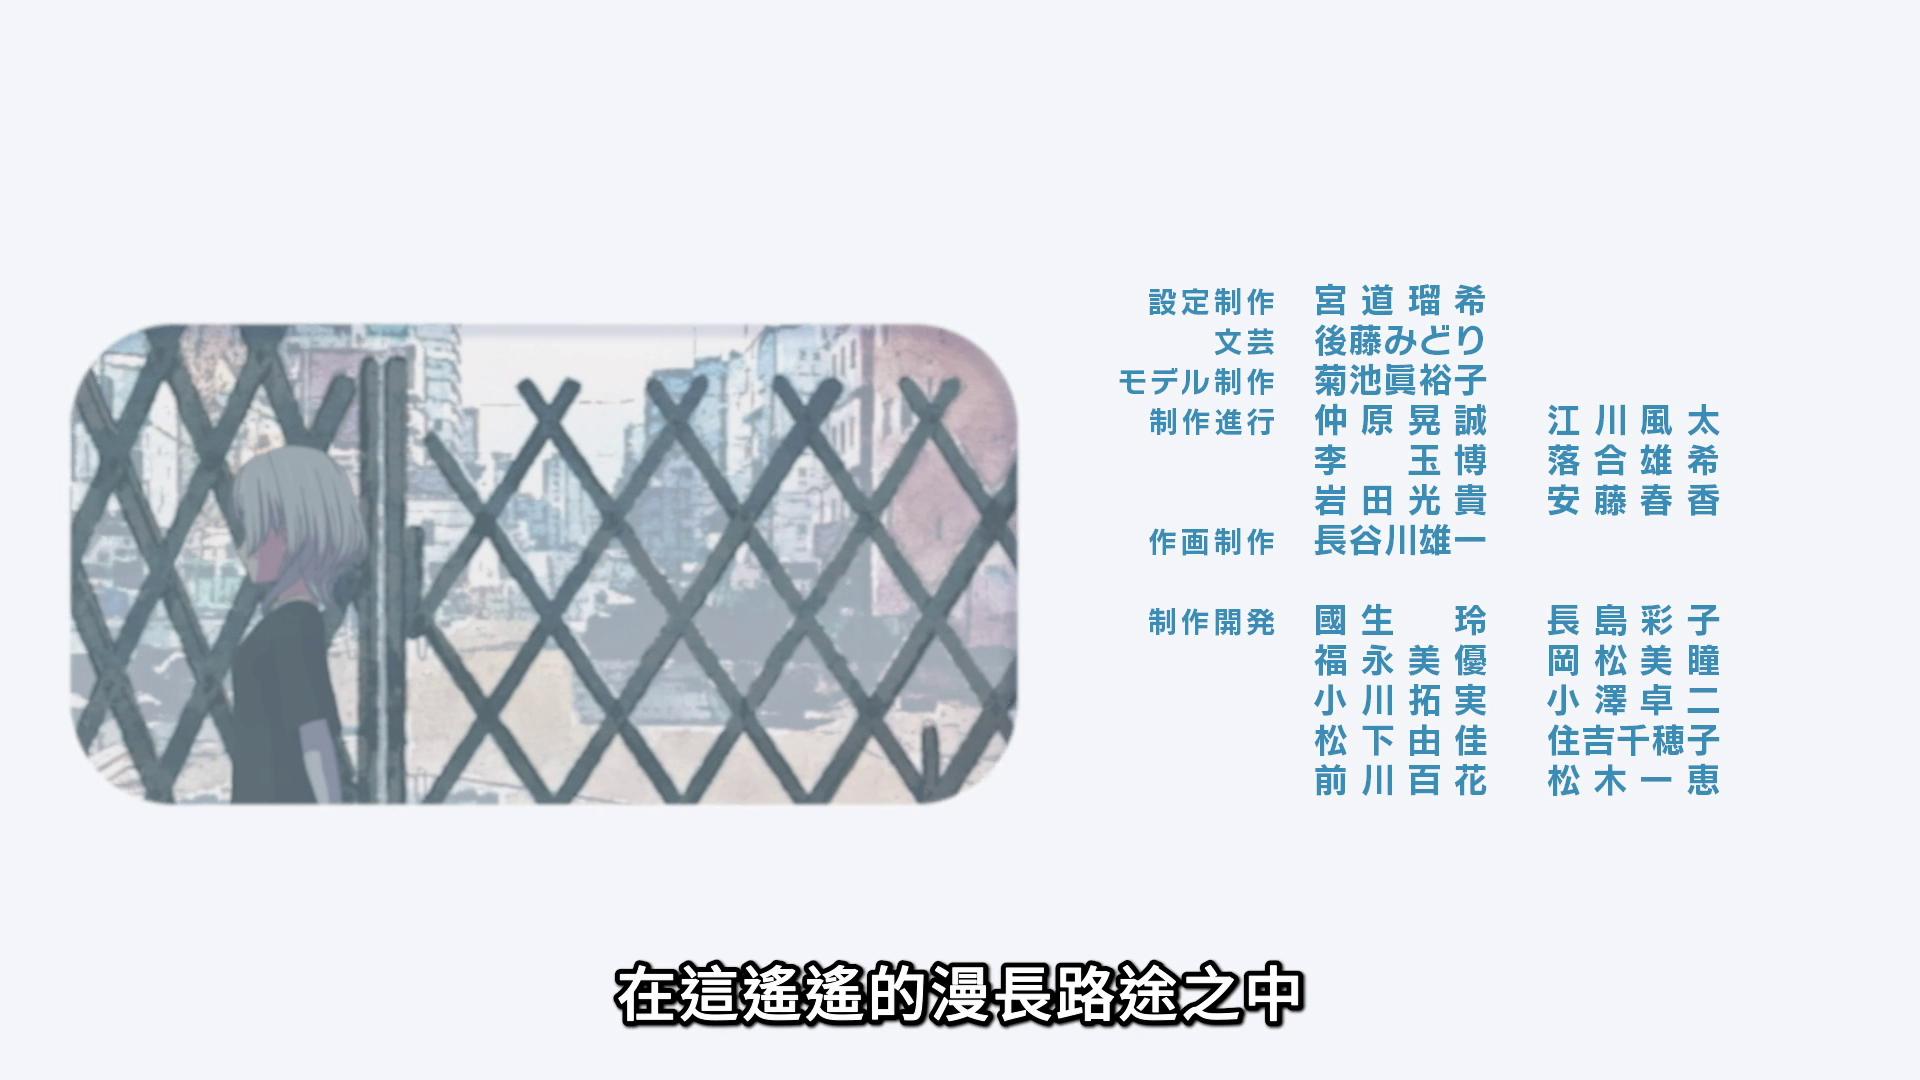 設定制作 宮道瑠希
文芸 後藤みどり
モデル制作 菊池眞裕子
制作進行 仲原晃誠 江川風太
李玉博 落合雄希
岩田光貴 安藤春香
作画制作 長谷川雄一
制作開発 國生玲 長島彩子
福永美優 岡松美瞳
小川拓実 小澤卓二
松下由佳 住吉千穂子
前川百花 松木一恵
在這遙遙的漫長路途之中